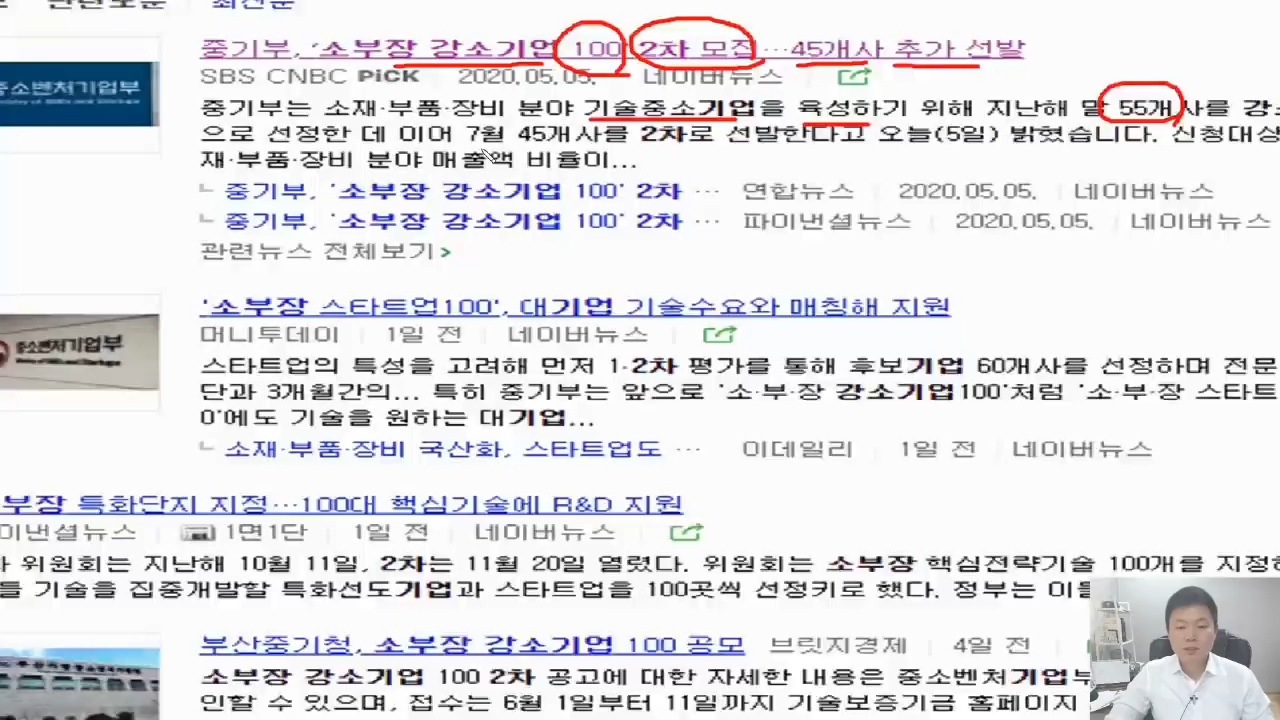 관련도순 최신순
중기부, '소부장 강소기업 100' 2차 모집…45개사 추가 선발
SBS CNBC PiCK 2020.05.05. 네이버뉴스
중기부는 소재·부품·장비 분야 기술중소기업을 육성하기 위해 지난해 말 55개사를 강소
으로 선정한 데 이어 7월 45개사를 2차로 선발한다고 오늘(5일) 밝혔습니다. 신청대상
재·부품·장비 분야 매출액 비율이...
중기부, '소부장 강소기업 100' 2차 … 연합뉴스 2020.05.05. 네이버뉴스
중기부, '소부장 강소기업 100' 2차 … 파이낸셜뉴스 2020.05.05. 네이버뉴스
관련뉴스 전체보기 >
소벤처기업부
'소부장 스타트업100', 대기업 기술수요와 매칭해 지원
머니투데이 1일 전 네이버뉴스
스타트업의 특성을 고려해 먼저 1·2차 평가를 통해 후보기업 60개사를 선정하며 전문
단과 3개월간의... 특히 중기부는 앞으로 '소·부·장 강소기업100'처럼 '소·부·장 스타트
0'에도 기술을 원하는 대기업...
소재·부품·장비 국산화, 스타트업도 … 이데일리 1일 전 네이버뉴스
중소벤처기업부
부장 특화단지 지정…100대 핵심기술에 R&D 지원
이낸셜뉴스 1면1단 1일 전 네이버뉴스
위원회는 지난해 10월 11일, 2차는 11월 20일 열렸다. 위원회는 소부장 핵심전략기술 100개를 지정하
들 기술을 집중개발할 특화선도기업과 스타트업을 100곳씩 선정키로 했다. 정부는 이들
부산중기청, 소부장 강소기업 100 공모 브릿지경제 4일 전
소부장 강소기업 100 2차 공고에 대한 자세한 내용은 중소벤처기업부
인할 수 있으며, 접수는 6월 1일부터 11일까지 기술보증기금 홈페이지